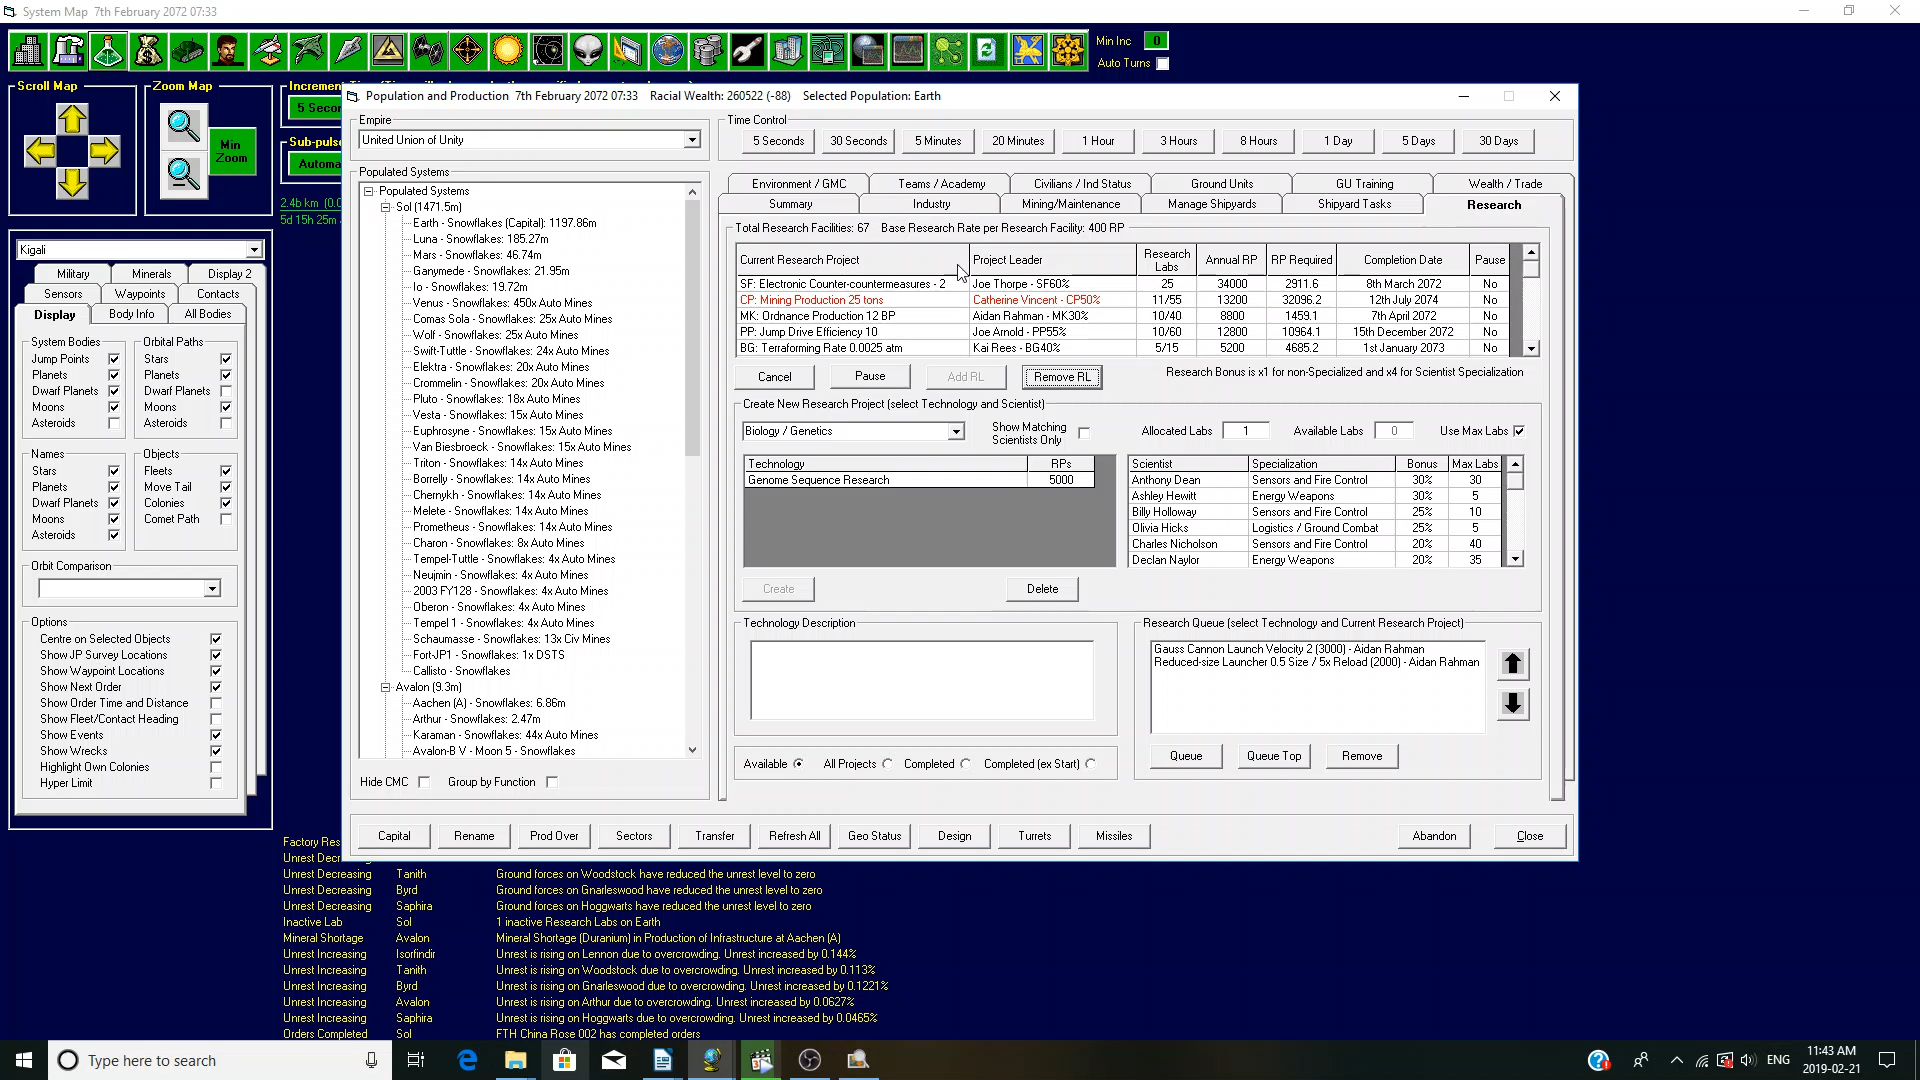 System Map 7th February 2072 07:33
Min Inc 0
Auto Turns
Scroll Map
Zoom Map
Min Zoom
5 Secor
Sub-pulse
Automa
Kigali
Military Minerals Display 2
Sensors Waypoints Contacts
Display Body Info All Bodies
System Bodies
Jump Points
Planets
Dwarf Planets
Moons
Asteroids
Orbital Paths
Stars
Planets
Dwarf Planets
Moons
Asteroids
Names
Stars
Planets
Dwarf Planets
Moons
Asteroids
Objects
Fleets
Move Tail
Colonies
Comet Path
Orbit Comparison
Options
Centre on Selected Objects
Show JP Survey Locations
Show Waypoint Locations
Show Next Order
Show Order Time and Distance
Show Fleet/Contact Heading
Show Events
Show Wrecks
Highlight Own Colonies
Hyper Limit
Population and Production 7th February 2072 07:33 Racial Wealth: 260522 (-88) Selected Population: Earth
Empire
United Union of Unity
Time Control
5 Seconds 30 Seconds 5 Minutes 20 Minutes 1 Hour 3 Hours 8 Hours 1 Day 5 Days 30 Days
Populated Systems
Populated Systems
Sol (1471.5m)
Earth - Snowflakes (Capital): 1197.86m
Luna - Snowflakes: 185.27m
Mars - Snowflakes: 46.74m
Ganymede - Snowflakes: 21.95m
Io - Snowflakes: 19.72m
Venus - Snowflakes: 450x Auto Mines
Comas Sola - Snowflakes: 25x Auto Mines
Wolf - Snowflakes: 25x Auto Mines
Swift-Tuttle - Snowflakes: 24x Auto Mines
Elektra - Snowflakes: 20x Auto Mines
Crommelin - Snowflakes: 20x Auto Mines
Pluto - Snowflakes: 18x Auto Mines
Vesta - Snowflakes: 15x Auto Mines
Euphrosyne - Snowflakes: 15x Auto Mines
Van Biesbroeck - Snowflakes: 15x Auto Mines
Triton - Snowflakes: 14x Auto Mines
Borrelly - Snowflakes: 14x Auto Mines
Chernykh - Snowflakes: 14x Auto Mines
Melete - Snowflakes: 14x Auto Mines
Prometheus - Snowflakes: 14x Auto Mines
Charon - Snowflakes: 8x Auto Mines
Tempel-Tuttle - Snowflakes: 4x Auto Mines
Neujmin - Snowflakes: 4x Auto Mines
2003 FY128 - Snowflakes: 4x Auto Mines
Oberon - Snowflakes: 4x Auto Mines
Tempel 1 - Snowflakes: 4x Auto Mines
Schaumasse - Snowflakes: 13x Civ Mines
Fort-JP1 - Snowflakes: 1x DSTS
Callisto - Snowflakes
Avalon (9.3m)
Aachen (A) - Snowflakes: 6.86m
Arthur - Snowflakes: 2.47m
Karaman - Snowflakes: 44x Auto Mines
Avalon-B V - Moon 5 - Snowflakes
Hide CMC Group by Function
Environment / GMC Teams / Academy Civilians / Ind Status Ground Units GU Training Wealth / Trade
Summary Industry Mining/Maintenance Manage Shipyards Shipyard Tasks Research
Total Research Facilities: 67 Base Research Rate per Research Facility: 400 RP
Current Research Project Project Leader Research Labs Annual RP RP Required Completion Date Pause
SF: Electronic Counter-countermeasures - 2 Joe Thorpe - SF60% 25 34000 2911.6 8th March 2072 No
CP: Mining Production 25 tons Catherine Vincent - CP50% 11/55 13200 32096.2 12th July 2074 No
MK: Ordnance Production 12 BP Aidan Rahman - MK30% 10/40 8800 1459.1 7th April 2072 No
PP: Jump Drive Efficiency 10 Joe Arnold - PP55% 10/60 12800 10964.1 15th December 2072 No
BG: Terraforming Rate 0.0025 atm Kai Rees - BG40% 5/15 5200 4685.2 1st January 2073 No
Cancel Pause Add RL Remove RL Research Bonus is x1 for non-Specialized and x4 for Scientist Specialization
Create New Research Project (select Technology and Scientist)
Biology / Genetics Show Matching Scientists Only Allocated Labs 1 Available Labs 0 Use Max Labs
Technology RPs
Genome Sequence Research 5000
Scientist Specialization Bonus Max Labs
Anthony Dean Sensors and Fire Control 30% 30
Ashley Hewitt Energy Weapons 30% 5
Billy Holloway Sensors and Fire Control 25% 10
Olivia Hicks Logistics / Ground Combat 25% 5
Charles Nicholson Sensors and Fire Control 20% 40
Declan Naylor Energy Weapons 20% 35
Create Delete
Technology Description
Research Queue (select Technology and Current Research Project)
Gauss Cannon Launch Velocity 2 (3000) - Aidan Rahman
Reduced-size Launcher 0.5 Size / 5x Reload (2000) - Aidan Rahman
Queue Queue Top Remove
Available All Projects Completed Completed (ex Start)
Capital Rename Prod Over Sectors Transfer Refresh All Geo Status Design Turrets Missiles Abandon Close
Factory Res
Unrest Decre
Unrest Decreasing Tanith Ground forces on Woodstock have reduced the unrest level to zero
Unrest Decreasing Byrd Ground forces on Gnarleswood have reduced the unrest level to zero
Unrest Decreasing Saphira Ground forces on Hoggwarts have reduced the unrest level to zero
Inactive Lab Sol 1 inactive Research Labs on Earth
Mineral Shortage Avalon Mineral Shortage (Duranium) in Production of Infrastructure at Aachen (A)
Unrest Increasing Isorfindir Unrest is rising on Lennon due to overcrowding. Unrest increased by 0.144%
Unrest Increasing Tanith Unrest is rising on Woodstock due to overcrowding. Unrest increased by 0.113%
Unrest Increasing Byrd Unrest is rising on Gnarleswood due to overcrowding. Unrest increased by 0.1221%
Unrest Increasing Avalon Unrest is rising on Arthur due to overcrowding. Unrest increased by 0.0627%
Unrest Increasing Saphira Unrest is rising on Hoggwarts due to overcrowding. Unrest increased by 0.0465%
Orders Completed Sol FTH China Rose 002 has completed orders
Type here to search
ENG
11:43 AM
2019-02-21